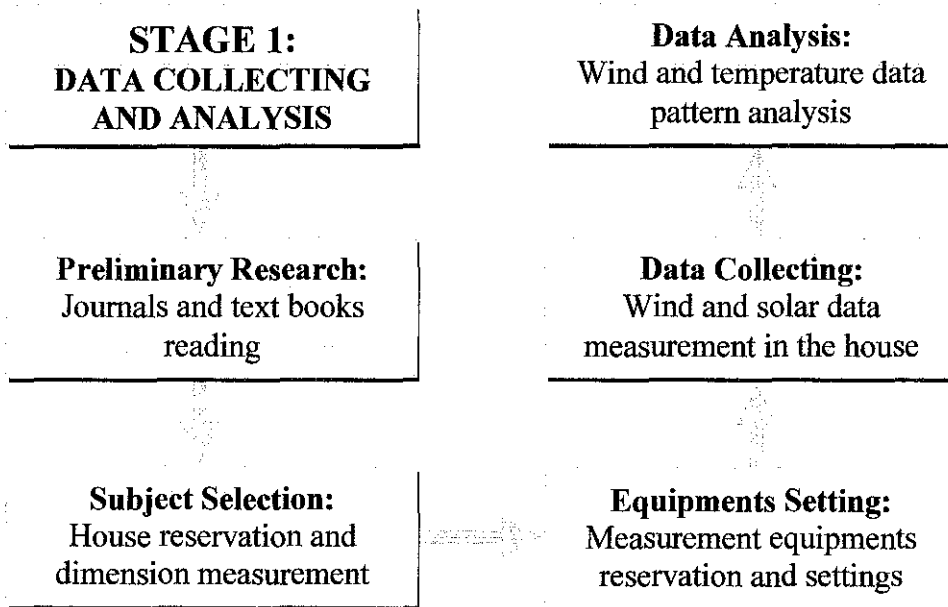 STAGE 1:
DATA COLLECTING
AND ANALYSIS
Preliminary Research:
Journals and text books
reading
Subject Selection:
House reservation and
dimension measurement
Equipments Setting:
Measurement equipments
reservation and settings
Data Collecting:
Wind and solar data
measurement in the house
Data Analysis:
Wind and temperature data
pattern analysis